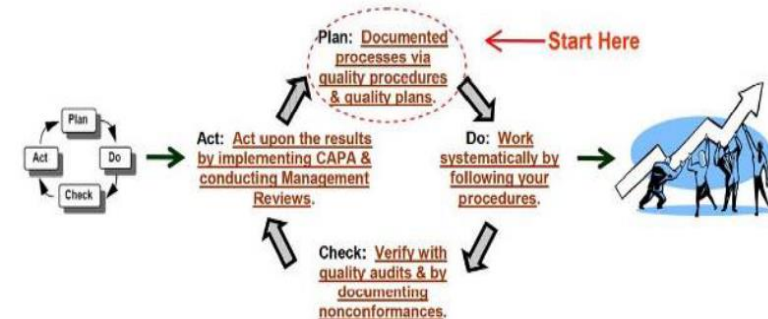 Plan: Documented
processes via
quality procedures
& quality plans.
Start Here
Plan
Act
Do
Check
Act: Act upon the results
by implementing CAPA &
conducting Management
Reviews.
Do: Work
systematically by
following your
procedures.
Check: Verify with
quality audits & by
documenting
nonconformances.